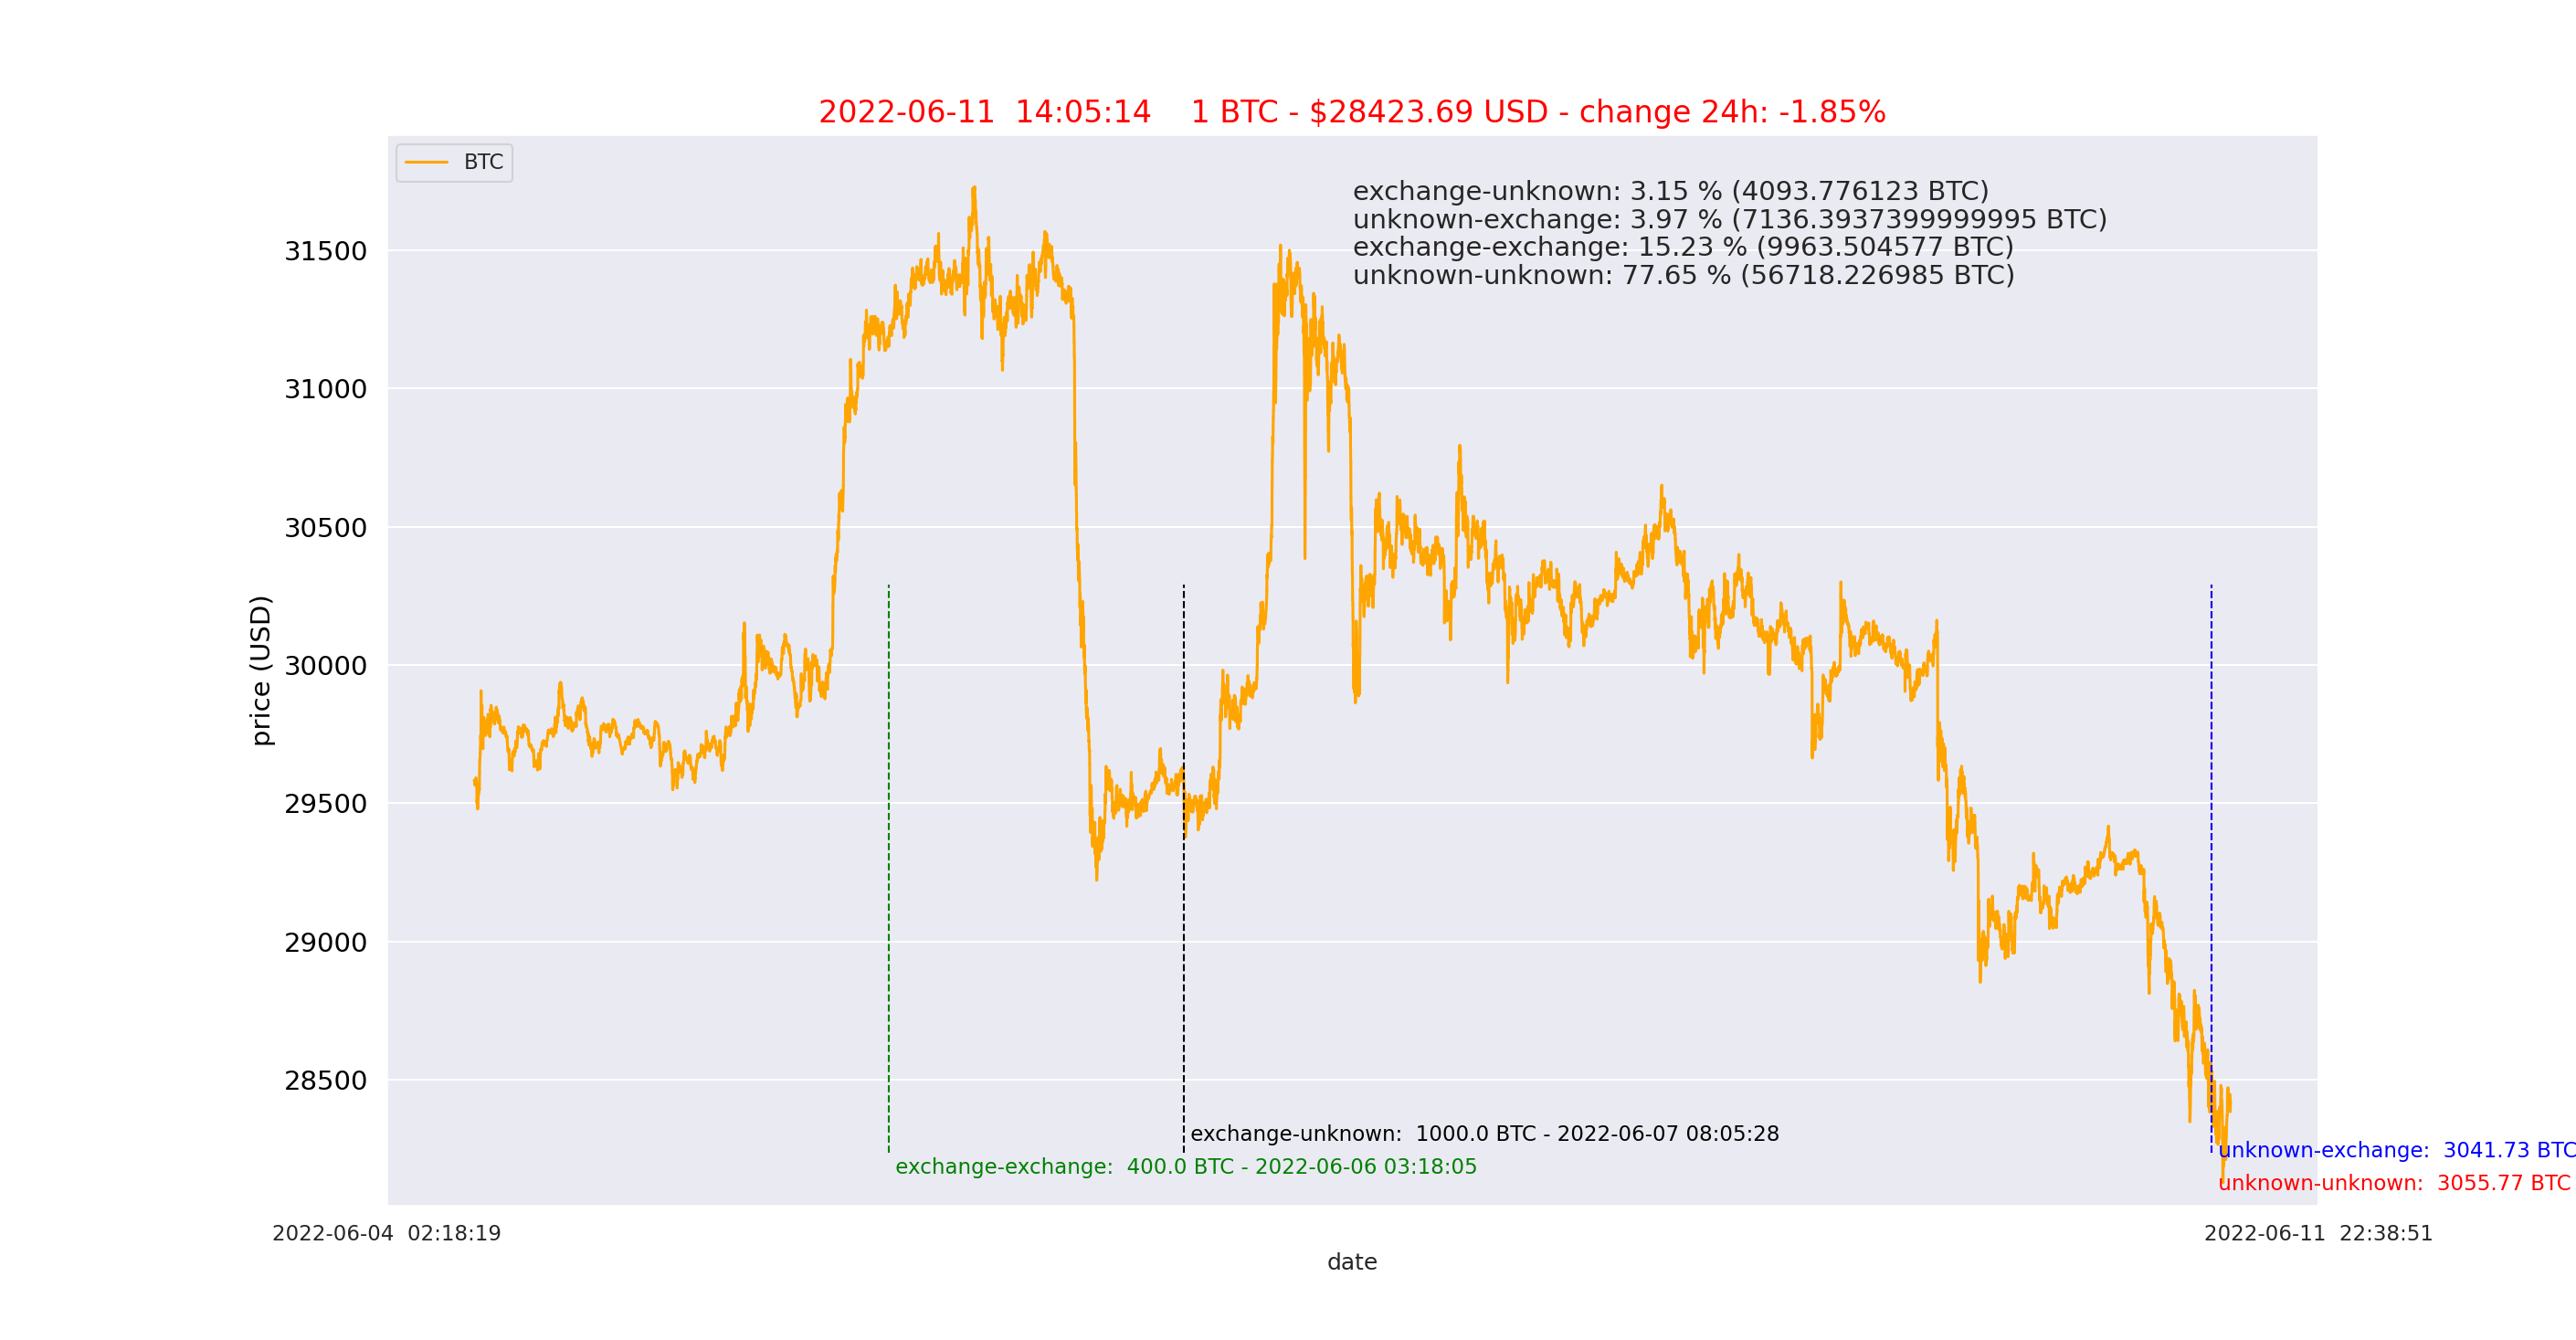 2022-06-11  14:05:14    1 BTC - $28423.69 USD - change 24h: -1.85%
BTC
exchange-unknown: 3.15 % (4093.776123 BTC)
unknown-exchange: 3.97 % (7136.3937399999995 BTC)
exchange-exchange: 15.23 % (9963.504577 BTC)
unknown-unknown: 77.65 % (56718.226985 BTC)
31500
31000
30500
30000
29500
29000
28500
price (USD)
exchange-unknown:  1000.0 BTC - 2022-06-07 08:05:28
exchange-exchange:  400.0 BTC - 2022-06-06 03:18:05
unknown-exchange:  3041.73 BTC
unknown-unknown:  3055.77 BTC
2022-06-04  02:18:19
2022-06-11  22:38:51
date